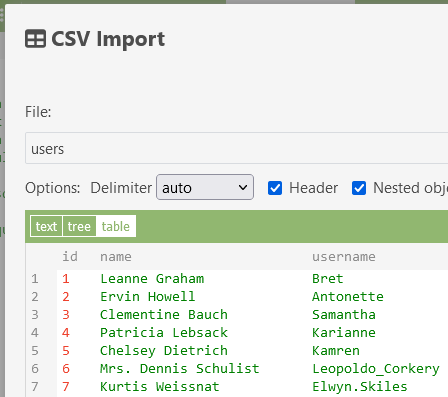 CSV Import
File:
users
Options: Delimiter auto Header Nested obj
text tree table
id name username
1 1 Leanne Graham Bret
2 2 Ervin Howell Antonette
3 3 Clementine Bauch Samantha
4 4 Patricia Lebsack Karianne
5 5 Chelsey Dietrich Kamren
6 6 Mrs. Dennis Schulist Leopoldo_Corkery
7 7 Kurtis Weissnat Elwyn.Skiles